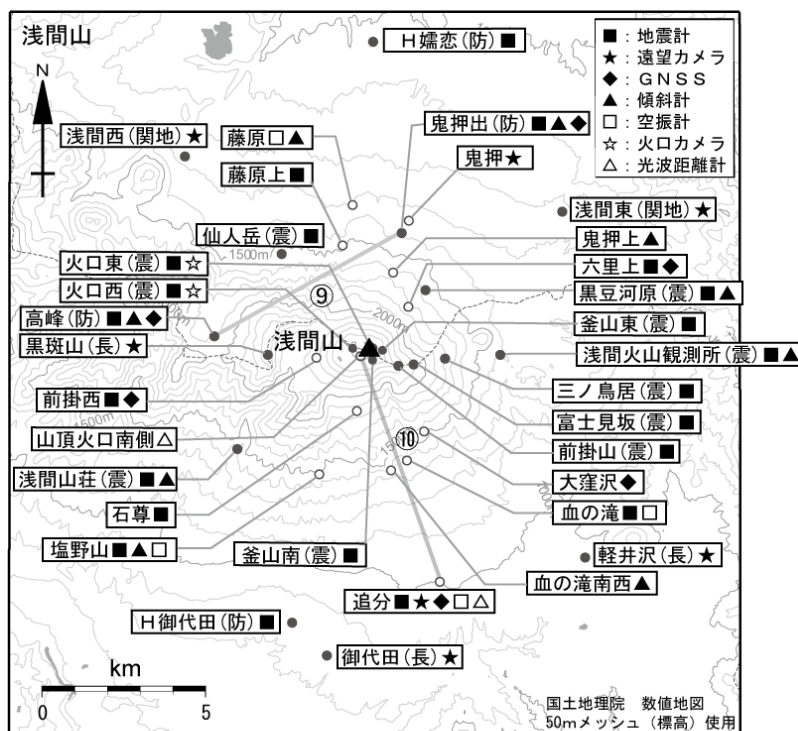 浅間山
N
■：地震計
★：遠望カメラ
◆：GNSS
▲：傾斜計
□：空振計
☆：火口カメラ
△：光波距離計
H嬬恋(防)■
浅間西(関地)★
藤原□▲
鬼押出(防)■▲◆
藤原上■
鬼押★
浅間東(関地)★
仙人岳(震)■
鬼押上▲
1500m
火口東(震)■☆
六里上■◆
火口西(震)■☆
⑨
黒豆河原(震)■▲
高峰(防)■▲◆
2000m
釜山東(震)■
黒斑山(長)★
浅間山
浅間火山観測所(震)■▲
前掛西■◆
三ノ鳥居(震)■
1500m
富士見坂(震)■
山頂火口南側△
⑩
前掛山(震)■
浅間山荘(震)■▲
大窪沢◆
石尊■
血の滝■□
塩野山■▲□
釜山南(震)■
軽井沢(長)★
血の滝南西▲
追分■★◆□△
H御代田(防)■
御代田(長)★
km
0 5
国土地理院 数値地図
50mメッシュ(標高)使用